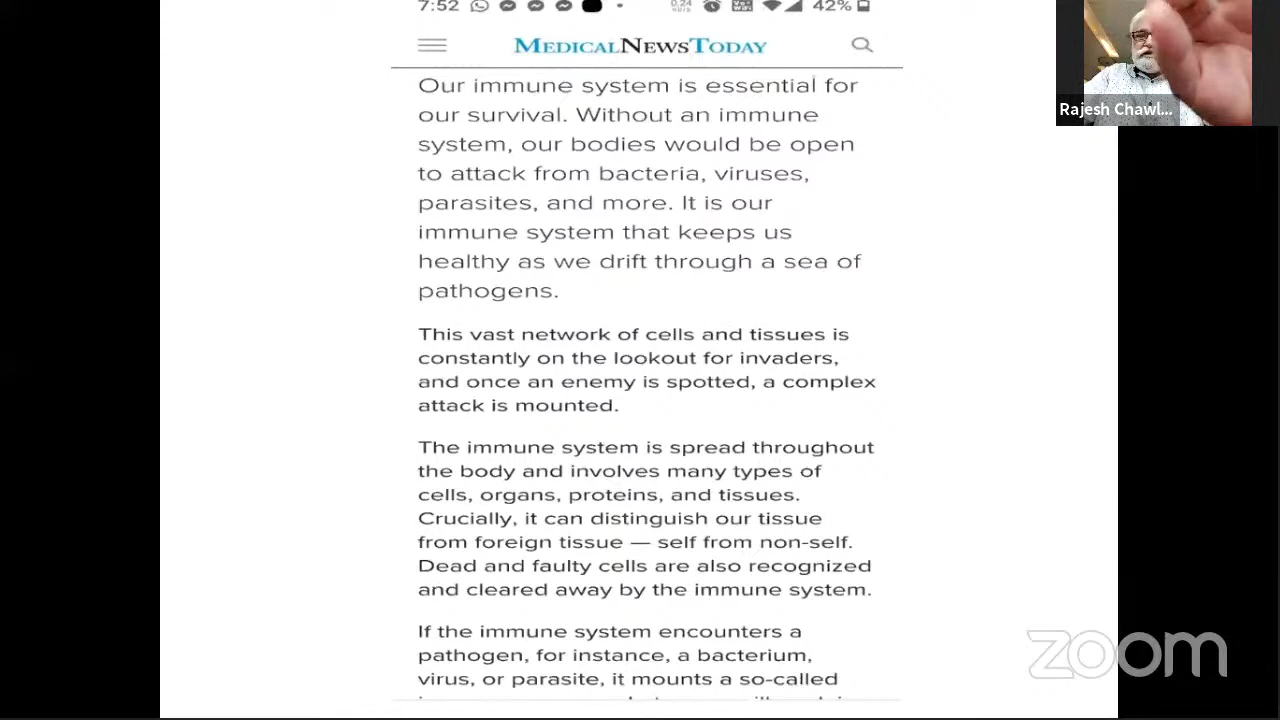 7:52
0.24
42%
MEDICALNEWSTODAY
Our immune system is essential for
our survival. Without an immune
system, our bodies would be open
to attack from bacteria, viruses,
parasites, and more. It is our
immune system that keeps us
healthy as we drift through a sea of
pathogens.
This vast network of cells and tissues is
constantly on the lookout for invaders,
and once an enemy is spotted, a complex
attack is mounted.
The immune system is spread throughout
the body and involves many types of
cells, organs, proteins, and tissues.
Crucially, it can distinguish our tissue
from foreign tissue — self from non-self.
Dead and faulty cells are also recognized
and cleared away by the immune system.
If the immune system encounters a
pathogen, for instance, a bacterium,
virus, or parasite, it mounts a so-called
Rajesh Chawl...
zoom